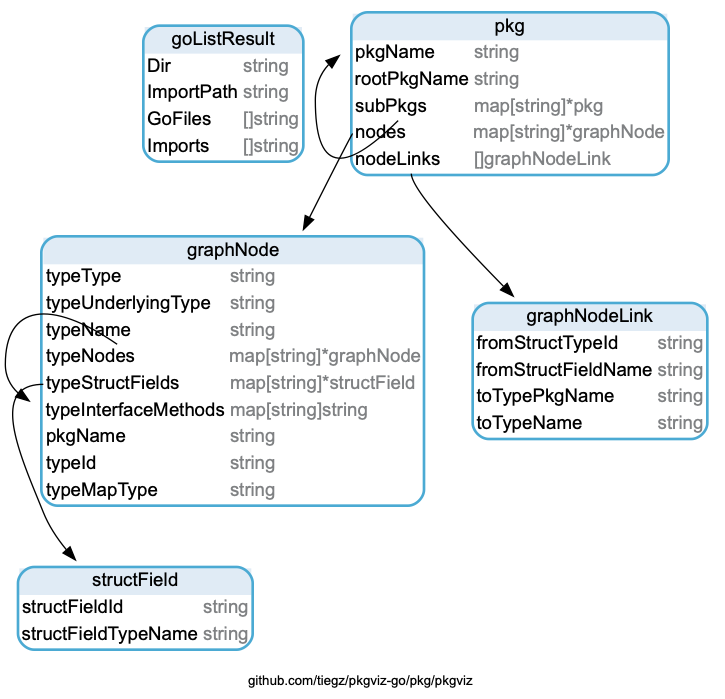 goListResult
Dir string
ImportPath string
GoFiles []string
Imports []string
pkg
pkgName string
rootPkgName string
subPkgs map[string]*pkg
nodes map[string]*graphNode
nodeLinks []graphNodeLink
graphNode
typeType string
typeUnderlyingType string
typeName string
typeNodes map[string]*graphNode
typeStructFields map[string]*structField
typeInterfaceMethods map[string]string
pkgName string
typeId string
typeMapType string
graphNodeLink
fromStructTypeId string
fromStructFieldName string
toTypePkgName string
toTypeName string
structField
structFieldId string
structFieldTypeName string
github.com/tiegz/pkgviz-go/pkg/pkgviz